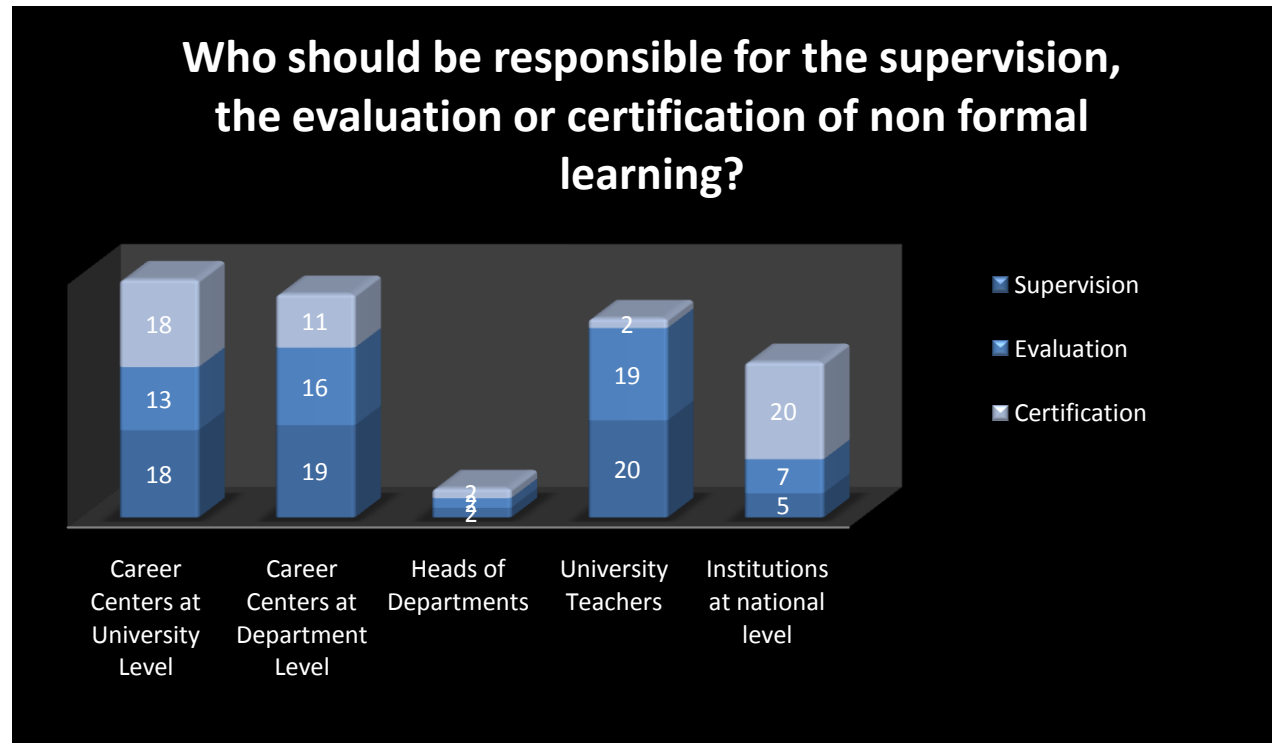 Who should be responsible for the supervision,
the evaluation or certification of non formal
learning?
18
11
2
2
20
13
16
2
19
7
18
19
2
20
5
Supervision
Evaluation
Certification
Career
Centers at
University
Level
Career
Centers at
Department
Level
Heads of
Departments
University
Teachers
Institutions
at national
level